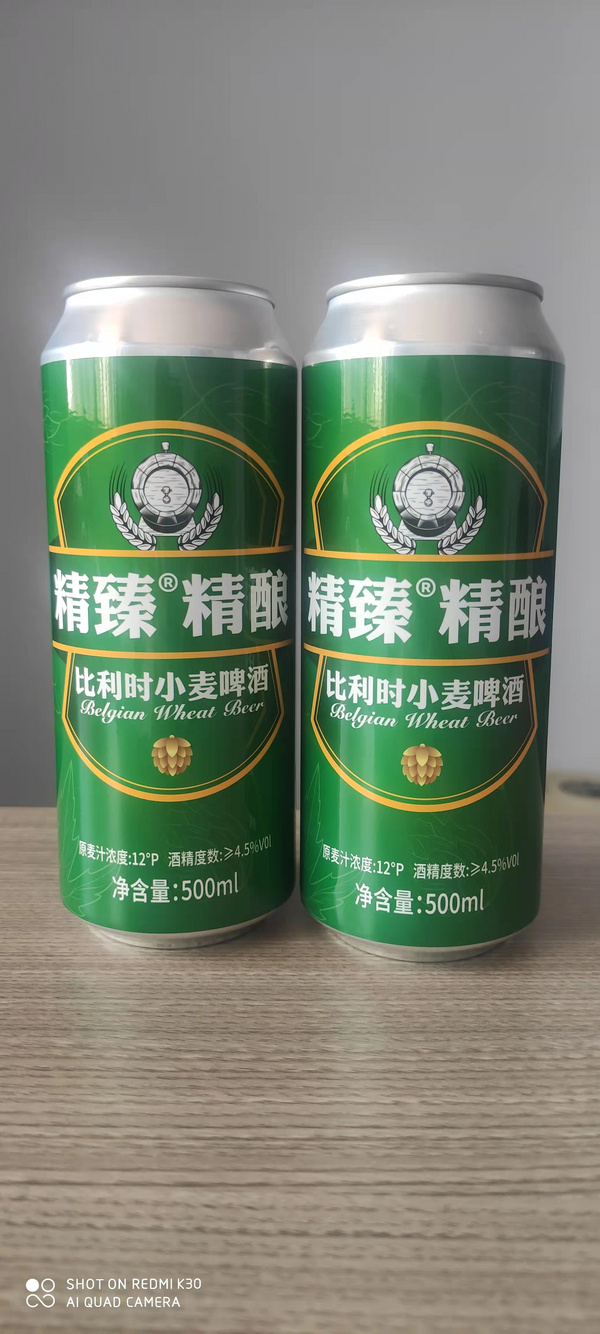 精臻®精酿
比利时小麦啤酒
Belgian Wheat Beer
原麦汁浓度:12°P 酒精度数:≥4.5%VOl
净含量:500ml
精臻®精酿
比利时小麦啤酒
Belgian Wheat Beer
原麦汁浓度:12°P 酒精度数:≥4.5%VOl
净含量:500ml
SHOT ON REDMI K30
AI QUAD CAMERA